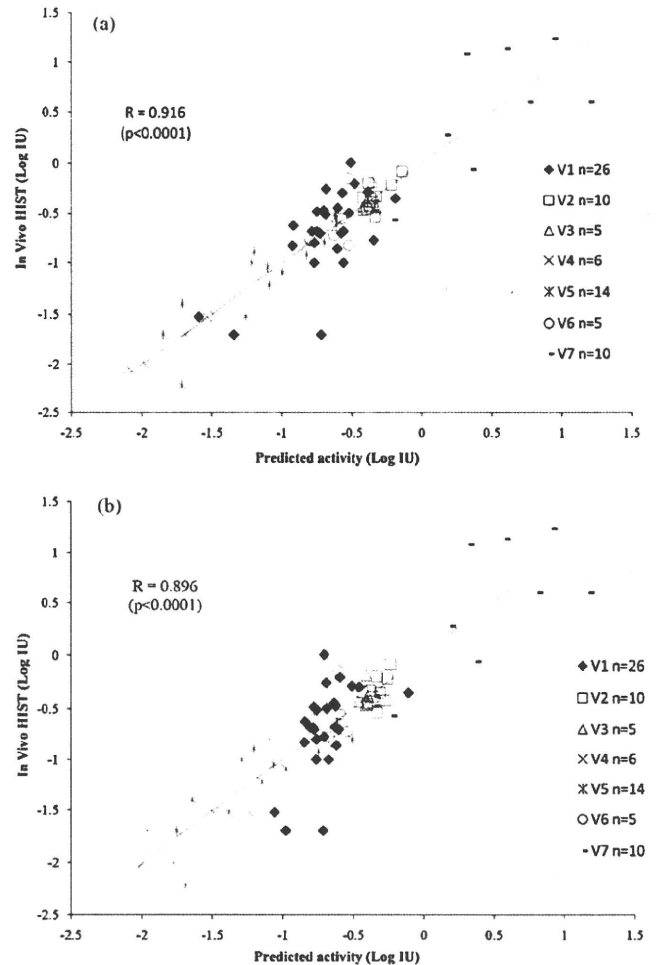 (a)
R = 0.916
(p<0.0001)
In Vivo HIST (Log IU)
1.5
1
0.5
0
-0.5
-1
-1.5
-2
-2.5
-2.5 -2 -1.5 -1 -0.5 0 0.5 1 1.5
Predicted activity (Log IU)
V1 n=26
V2 n=10
V3 n=5
V4 n=6
V5 n=14
V6 n=5
V7 n=10
(b)
R = 0.896
(p<0.0001)
In Vivo HIST (Log IU)
1.5
1
0.5
0
-0.5
-1
-1.5
-2
-2.5
-2.5 -2 -1.5 -1 -0.5 0 0.5 1 1.5
Predicted activity (Log IU)
V1 n=26
V2 n=10
V3 n=5
V4 n=6
V5 n=14
V6 n=5
V7 n=10